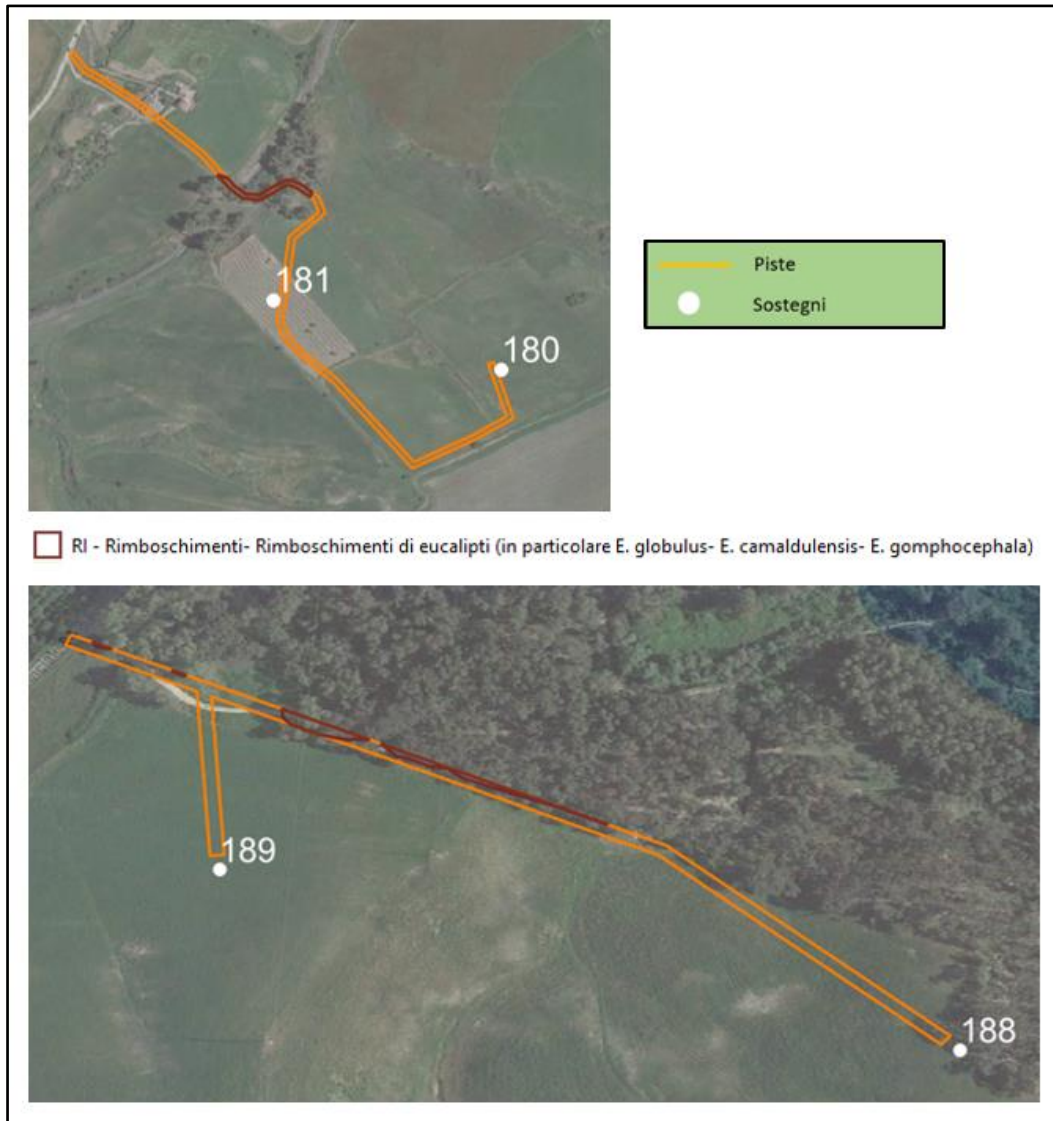 181
180
Piste
Sostegni
RI - Rimboschimenti- Rimboschimenti di eucalipti (in particolare E. globulus- E. camaldulensis- E. gomphocephala)
189
188